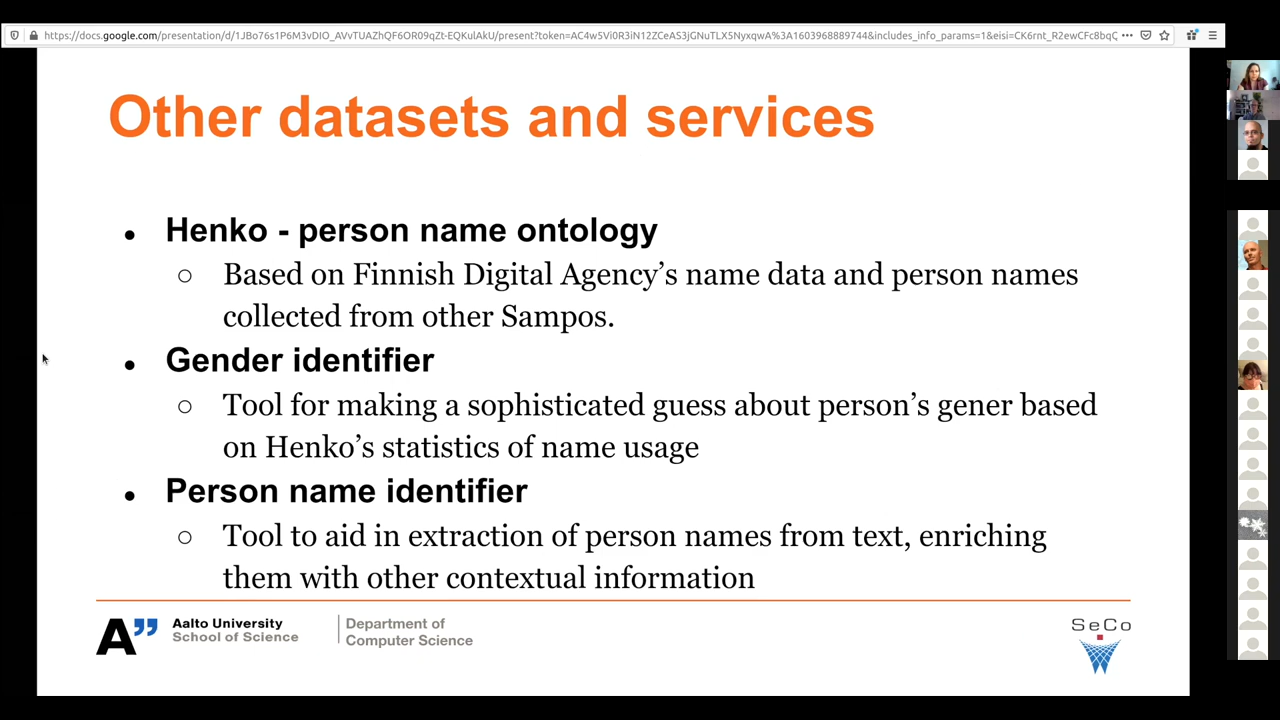 https://docs.google.com/presentation/d/1JBo76s1P6M3vDIO_AVvTUAZhQF6OR09qZt-EQKulAkU/present?token=AC4w5Vi0R3iN12ZCeAS3jGNuTLX5NyxqwA%3A1603968889744&includes_info_params=1&eisi=CK6rnt_R2ewCFc8bqQ
Other datasets and services
● Henko - person name ontology
○ Based on Finnish Digital Agency’s name data and person names
collected from other Sampos.
● Gender identifier
○ Tool for making a sophisticated guess about person’s gener based
on Henko’s statistics of name usage
● Person name identifier
○ Tool to aid in extraction of person names from text, enriching
them with other contextual information
A”
Aalto University
School of Science
Department of
Computer Science
SeCo